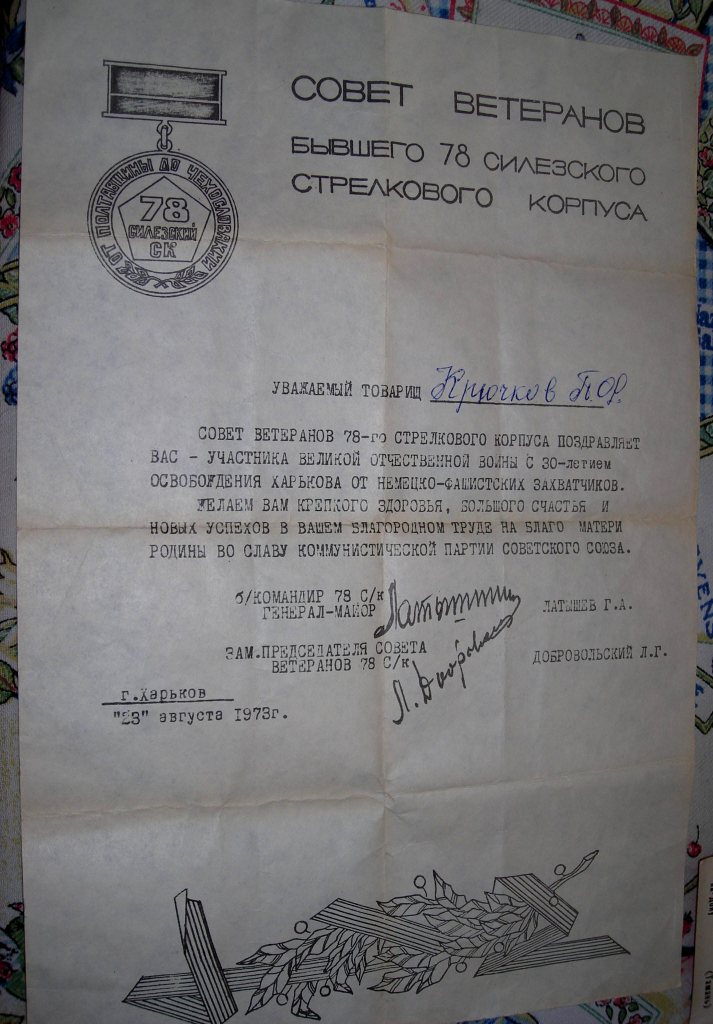 СОВЕТ ВЕТЕРАНОВ
БЫВШЕГО 78 СИЛЕЗСКОГО
СТРЕЛКОВОГО КОРПУСА
ОТ ПОЛТАВЩИНЫ ДО ЧЕХОСЛОВАКИИ
78
СИЛЕЗСКИЙ
СК
УВАЖАЕМЫЙ ТОВАРИЩ Крючков П.Ф.
СОВЕТ ВЕТЕРАНОВ 78-го СТРЕЛКОВОГО КОРПУСА ПОЗДРАВЛЯЕТ
ВАС - УЧАСТНИКА ВЕЛИКОЙ ОТЧЕСТВЕННОЙ ВОЙНЫ С 30-летием
ОСВОБОЖДЕНИЯ ХАРЬКОВА ОТ НЕМЕЦКО-ФАШИСТСКИХ ЗАХВАТЧИКОВ.
ЖЕЛАЕМ ВАМ КРЕПКОГО ЗДОРОВЬЯ, БОЛЬШОГО СЧАСТЬЯ И
НОВЫХ УСПЕХОВ В ВАШЕМ БЛАГОРОДНОМ ТРУДЕ НА БЛАГО МАТЕРИ
РОДИНЫ ВО СЛАВУ КОММУНИСТИЧЕСКОЙ ПАРТИИ СОВЕТСКОГО СОЮЗА.
б/КОМАНДИР 78 С/к
ГЕНЕРАЛ-МАЙОР ЛАТЫШЕВ Г.А.
ЗАМ.ПРЕДСЕДАТЕЛЯ СОВЕТА
ВЕТЕРАНОВ 78 С/к ДОБРОВОЛЬСКИЙ Л.Г.
г.Харьков
"23" августа 1973г.